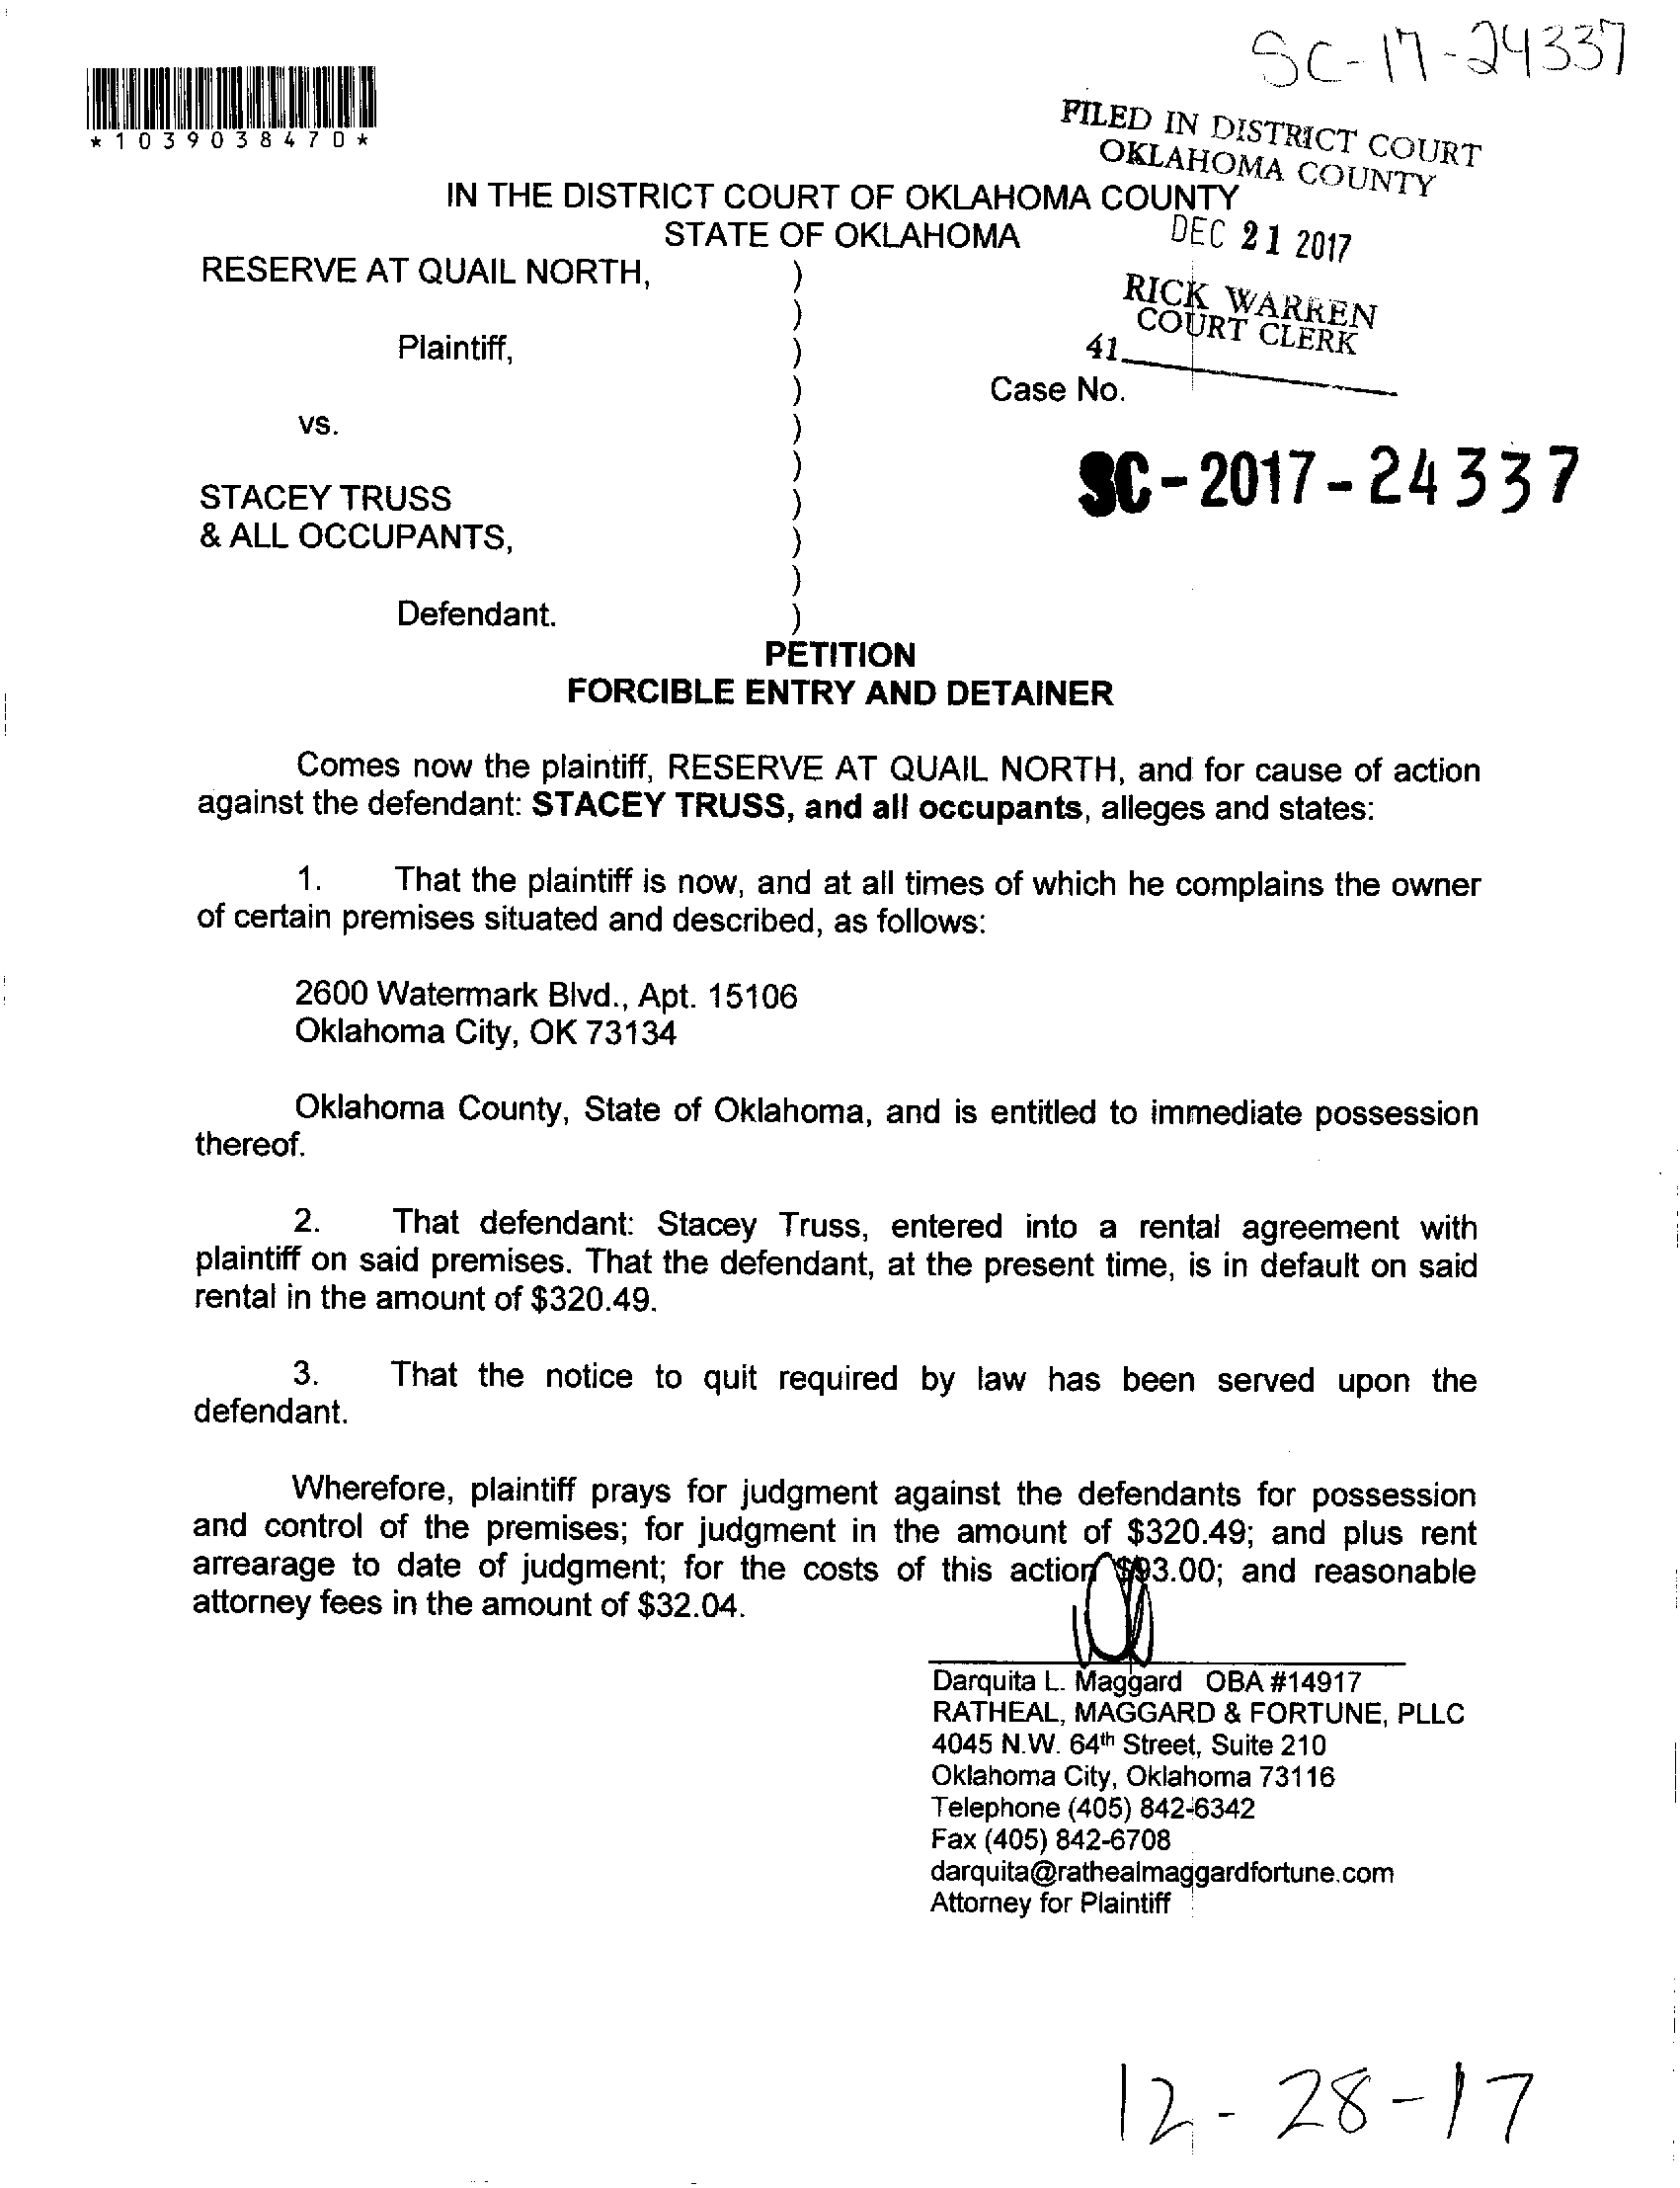 SC-17-24337
*1039038470*
FILED IN DISTRICT COURT
OKLAHOMA COUNTY
IN THE DISTRICT COURT OF OKLAHOMA COUNTY
STATE OF OKLAHOMA
DEC 21 2017
RICK WARREN
COURT CLERK
41
RESERVE AT QUAIL NORTH, )
)
Plaintiff, )
)
Case No.
vs. )
)
SC-2017-24337
STACEY TRUSS )
& ALL OCCUPANTS, )
)
Defendant. )
PETITION
FORCIBLE ENTRY AND DETAINER
Comes now the plaintiff, RESERVE AT QUAIL NORTH, and for cause of action
against the defendant: STACEY TRUSS, and all occupants, alleges and states:
1. That the plaintiff is now, and at all times of which he complains the owner
of certain premises situated and described, as follows:
2600 Watermark Blvd., Apt. 15106
Oklahoma City, OK 73134
Oklahoma County, State of Oklahoma, and is entitled to immediate possession
thereof.
2. That defendant: Stacey Truss, entered into a rental agreement with
plaintiff on said premises. That the defendant, at the present time, is in default on said
rental in the amount of $320.49.
3. That the notice to quit required by law has been served upon the
defendant.
Wherefore, plaintiff prays for judgment against the defendants for possession
and control of the premises; for judgment in the amount of $320.49; and plus rent
arrearage to date of judgment; for the costs of this action $93.00; and reasonable
attorney fees in the amount of $32.04.
Darquita L. Maggard OBA #14917
RATHEAL, MAGGARD & FORTUNE, PLLC
4045 N.W. 64th Street, Suite 210
Oklahoma City, Oklahoma 73116
Telephone (405) 842-6342
Fax (405) 842-6708
darquita@rathealmaggardfortune.com
Attorney for Plaintiff
12-28-17